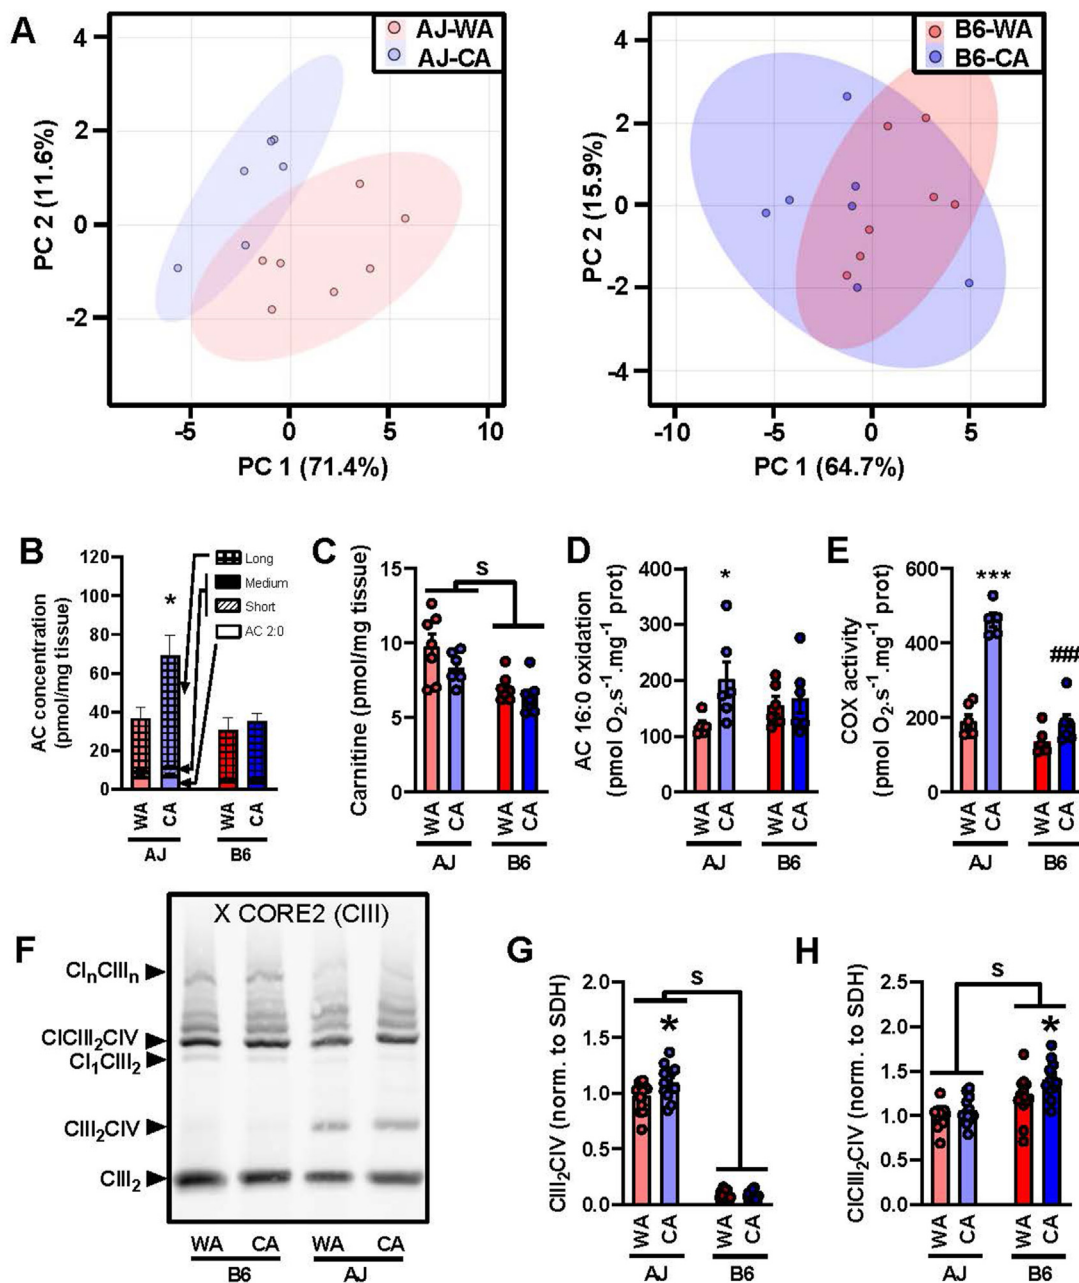 A
AJ-WA
AJ-CA
4
2
0
-2
PC 2 (11.6%)
-5
0
5
10
PC 1 (71.4%)
B6-WA
B6-CA
4
2
0
-2
-4
PC 2 (15.9%)
-10
-5
0
5
PC 1 (64.7%)
B
AC concentration
(pmol/mg tissue)
120
100
80
60
40
20
0
*
Long
Medium
Short
AC 2:0
WA
CA
WA
CA
AJ
B6
C
Carnitine (pmol/mg tissue)
15
10
5
0
S
WA
CA
WA
CA
AJ
B6
D
AC 16:0 oxidation
(pmol O₂.s⁻¹.mg⁻¹ prot)
400
300
200
100
0
*
WA
CA
WA
CA
AJ
B6
E
COX activity
(pmol O₂.s⁻¹.mg⁻¹ prot)
600
400
200
0
***
###
WA
CA
WA
CA
AJ
B6
F
X CORE2 (CIII)
CIₙCIIIₙ
CICIII₂CIV
CI₁CIII₂
CIII₂CIV
CIII₂
WA
CA
WA
CA
B6
AJ
G
CIII₂CIV (norm. to SDH)
2.0
1.5
1.0
0.5
0.0
S
*
WA
CA
WA
CA
AJ
B6
H
CICIII₂CIV (norm. to SDH)
2.5
2.0
1.5
1.0
0.5
0.0
S
*
WA
CA
WA
CA
AJ
B6